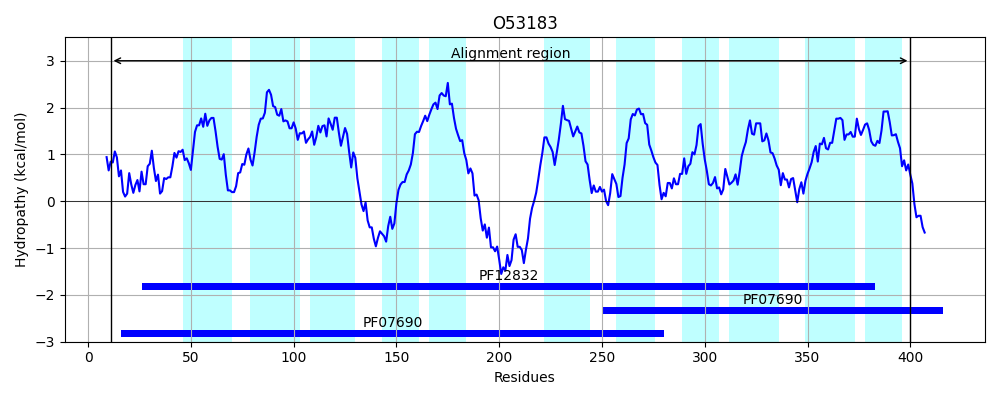 O53183
Alignment region
Hydropathy (kcal/mol)
3
2
1
0
−1
−2
−3
PF12832
PF07690
PF07690
0 50 100 150 200 250 300 350 400
Residues